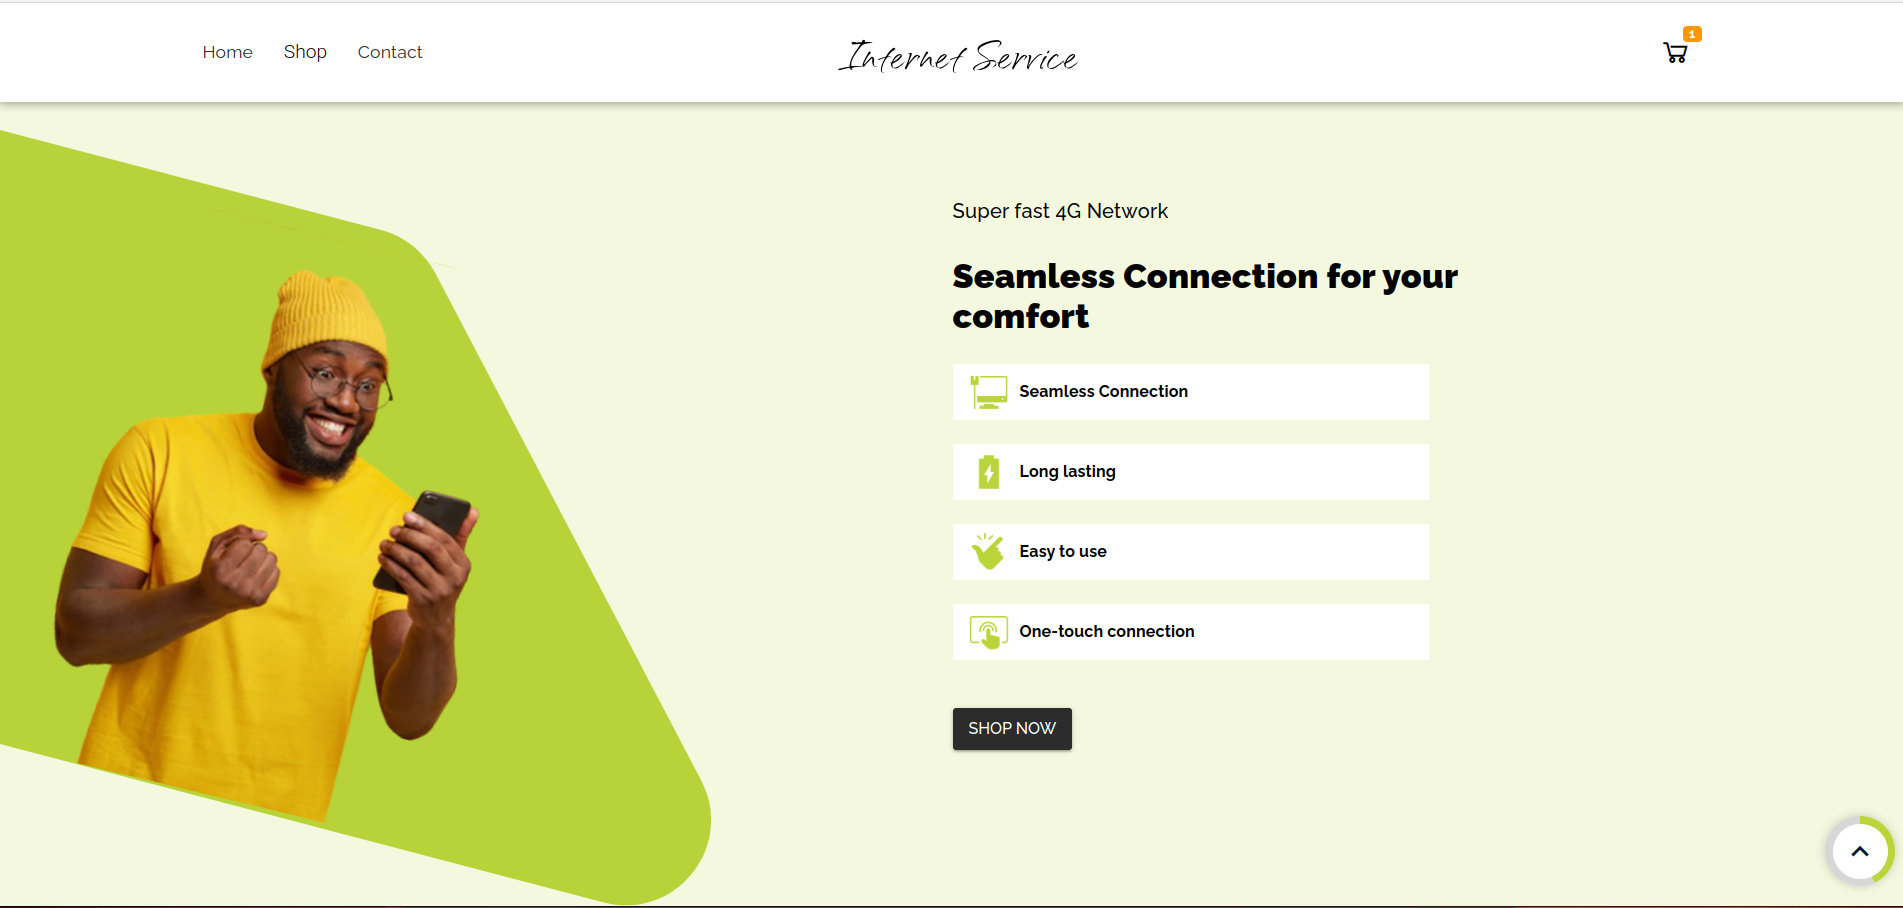 Home Shop Contact
Internet Service
1
Super fast 4G Network
Seamless Connection for your
comfort
Seamless Connection
Long lasting
Easy to use
One-touch connection
SHOP NOW